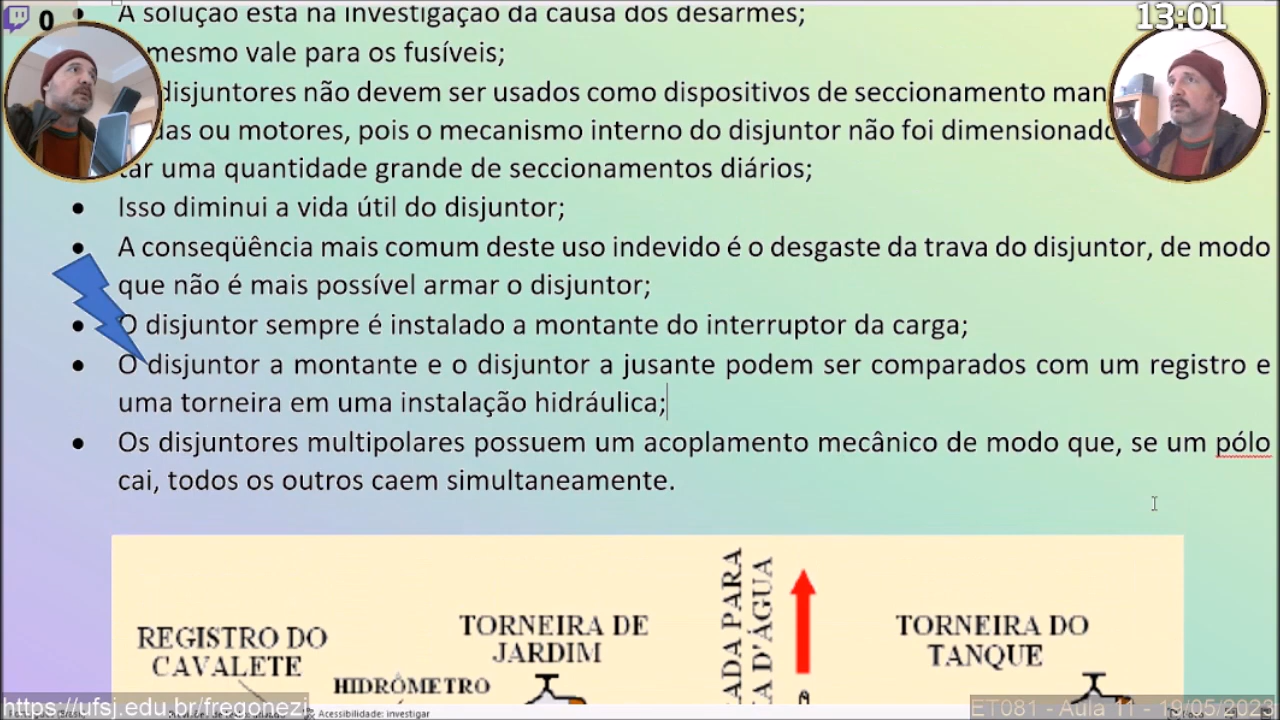 0
13:01
A solução está na investigação da causa dos desarmes;
mesmo vale para os fusíveis;
disjuntores não devem ser usados como dispositivos de seccionamento man
das ou motores, pois o mecanismo interno do disjuntor não foi dimensionado
tar uma quantidade grande de seccionamentos diários;
Isso diminui a vida útil do disjuntor;
A conseqüência mais comum deste uso indevido é o desgaste da trava do disjuntor, de modo
que não é mais possível armar o disjuntor;
O disjuntor sempre é instalado a montante do interruptor da carga;
O disjuntor a montante e o disjuntor a jusante podem ser comparados com um registro e
uma torneira em uma instalação hidráulica;
Os disjuntores multipolares possuem um acoplamento mecânico de modo que, se um pólo
cai, todos os outros caem simultaneamente.
REGISTRO DO
CAVALETE
HIDRÔMETRO
TORNEIRA DE
JARDIM
ADA PARA
A D'ÁGUA
TORNEIRA DO
TANQUE
https://ufsj.edu.br/fregonezi
Acessibilidade: investigar
ET081 - Aula 11 - 19/05/2023